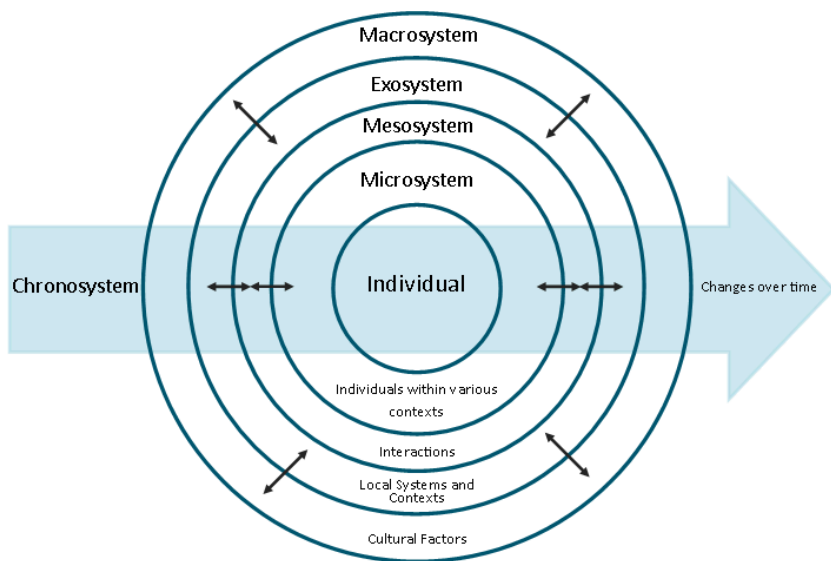 Macrosystem
Exosystem
Mesosystem
Microsystem
Chronosystem
Individual
Changes over time
Individuals within various
contexts
Interactions
Local Systems and
Contexts
Cultural Factors